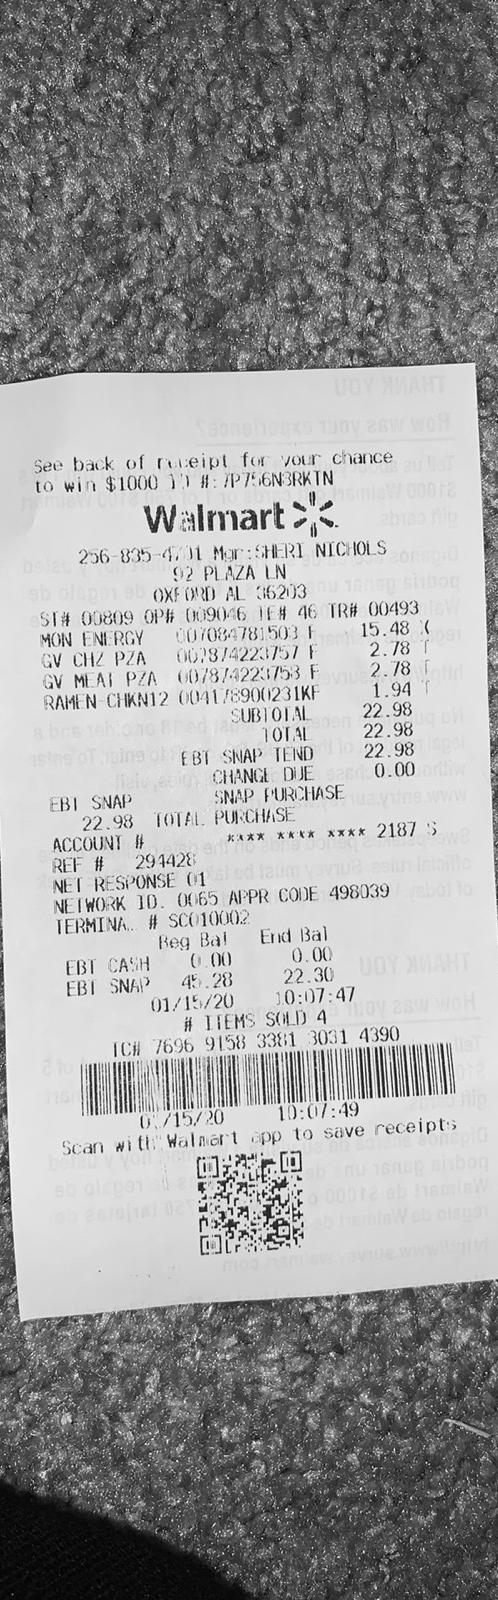 See back of receipt for your chance
to win $1000 ID #: 7P756N3RKTN
Walmart
256-835-4701 Mgr: SHERI NICHOLS
92 PLAZA LN
OXFORD AL 36203
ST# 00809 OP# 009046 TE# 46 TR# 00493
MON ENERGY 007084781503 F 15.48
GV CHZ PZA 007874223757 F 2.78
GV MEAT PZA 007874223753 F 2.78
RAMEN-CHKN12 004178900231KF 1.94
SUBTOTAL 22.98
TOTAL 22.98
EBT SNAP TEND 22.98
CHANGE DUE 0.00
EBT SNAP SNAP PURCHASE
22.98 TOTAL PURCHASE
ACCOUNT # **** **** **** 2187 S
REF # 294428
NET RESPONSE 01
NETWORK ID. 0065 APPR CODE 498039
TERMINAL # SC010002
Beg Bal End Bal
EBT CASH 0.00 0.00
EBT SNAP 45.28 22.30
01/15/20 10:07:47
# ITEMS SOLD 4
TC# 7696 9158 3381 3031 4390
01/15/20 10:07:49
Scan with Walmart app to save receipts